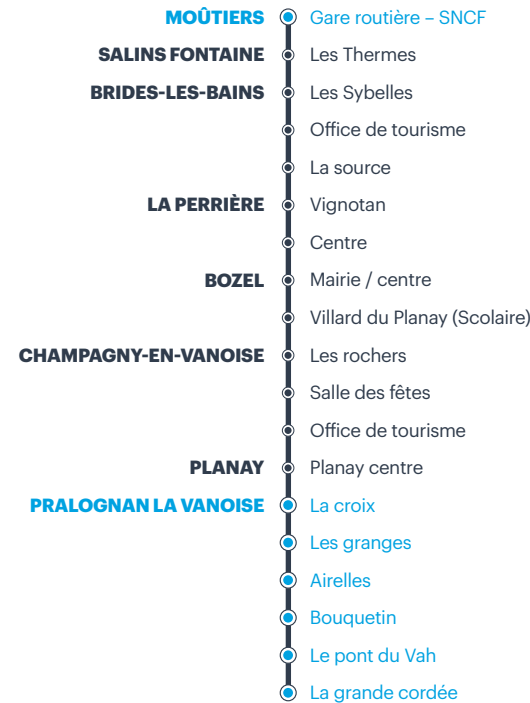 MOÛTIERS Gare routière – SNCF
SALINS FONTAINE Les Thermes
BRIDES-LES-BAINS Les Sybelles
Office de tourisme
La source
LA PERRIÈRE Vignotan
Centre
BOZEL Mairie / centre
Villard du Planay (Scolaire)
CHAMPAGNY-EN-VANOISE Les rochers
Salle des fêtes
Office de tourisme
PLANAY Planay centre
PRALOGNAN LA VANOISE La croix
Les granges
Airelles
Bouquetin
Le pont du Vah
La grande cordée